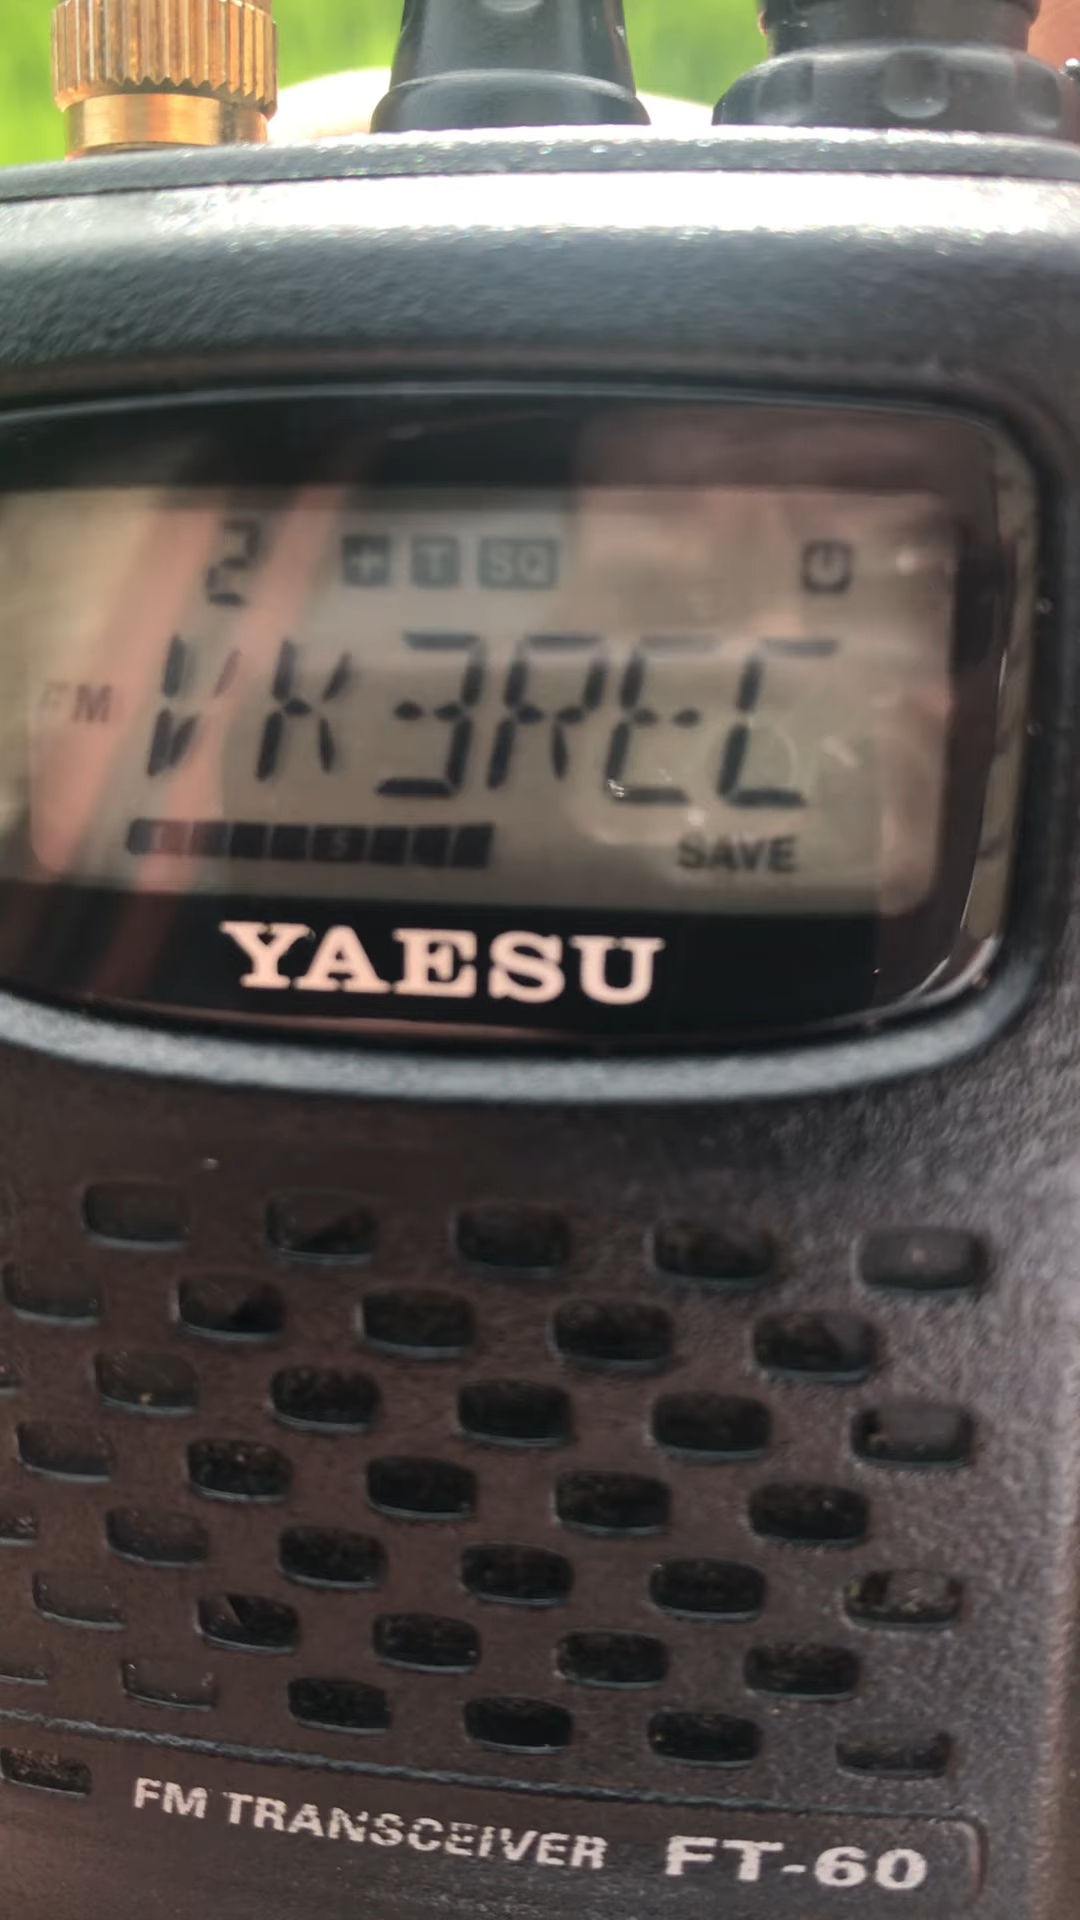 2 + T SQ
FM VK3REC
S
SAVE
YAESU
FM TRANSCEIVER FT-60